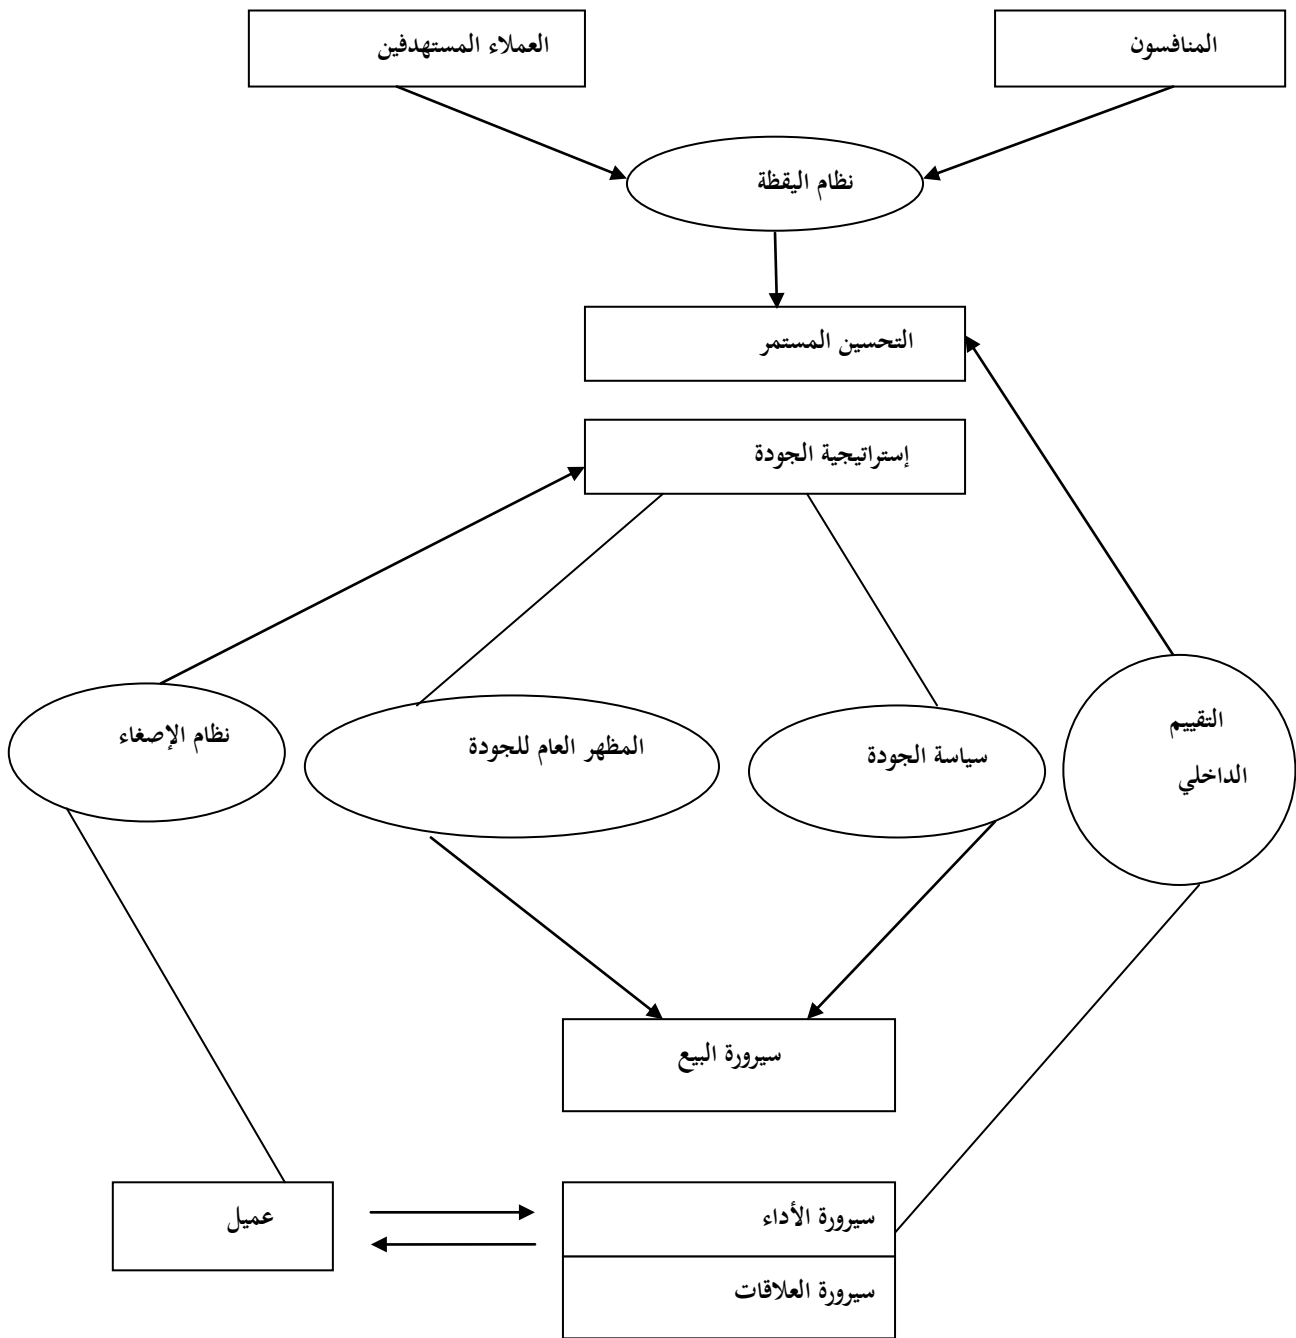 المنافسون
العملاء المستهدفين
نظام اليقظة
التحسين المستمر
إستراتيجية الجودة
التقييم
الداخلي
سياسة الجودة
المظهر العام للجودة
نظام الإصغاء
سيرورة البيع
سيرورة الأداء
عميل
سيرورة العلاقات